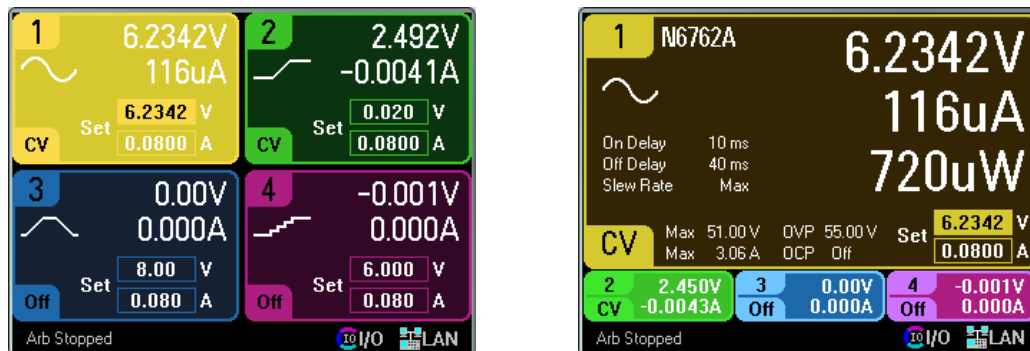 1 6.2342V
116uA
Set 6.2342 V
0.0800 A
CV
2 2.492V
-0.0041A
Set 0.020 V
0.0800 A
CV
3 0.00V
0.000A
Set 8.00 V
0.080 A
Off
4 -0.001V
0.000A
Set 6.000 V
0.080 A
Off
Arb Stopped IO I/O LAN
1 N6762A 6.2342V
116uA
720uW
On Delay 10 ms
Off Delay 40 ms
Slew Rate Max
CV Max 51.00 V OVP 55.00 V Set 6.2342 V
Max 3.06 A OCP Off 0.0800 A
2 2.450V
CV -0.0043A
3 0.00V
Off 0.000A
4 -0.001V
Off 0.000A
Arb Stopped IO I/O LAN